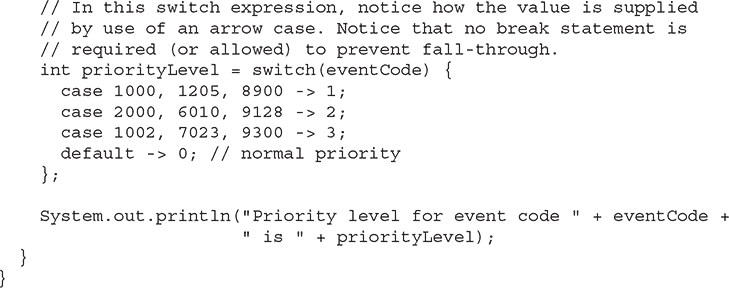 // In this switch expression, notice how the value is supplied
// by use of an arrow case. Notice that no break statement is
// required (or allowed) to prevent fall-through.
int priorityLevel = switch(eventCode) {
case 1000, 1205, 8900 -> 1;
case 2000, 6010, 9128 -> 2;
case 1002, 7023, 9300 -> 3;
default -> 0; // normal priority
};
System.out.println("Priority level for event code " + eventCode +
" is " + priorityLevel);
}
}